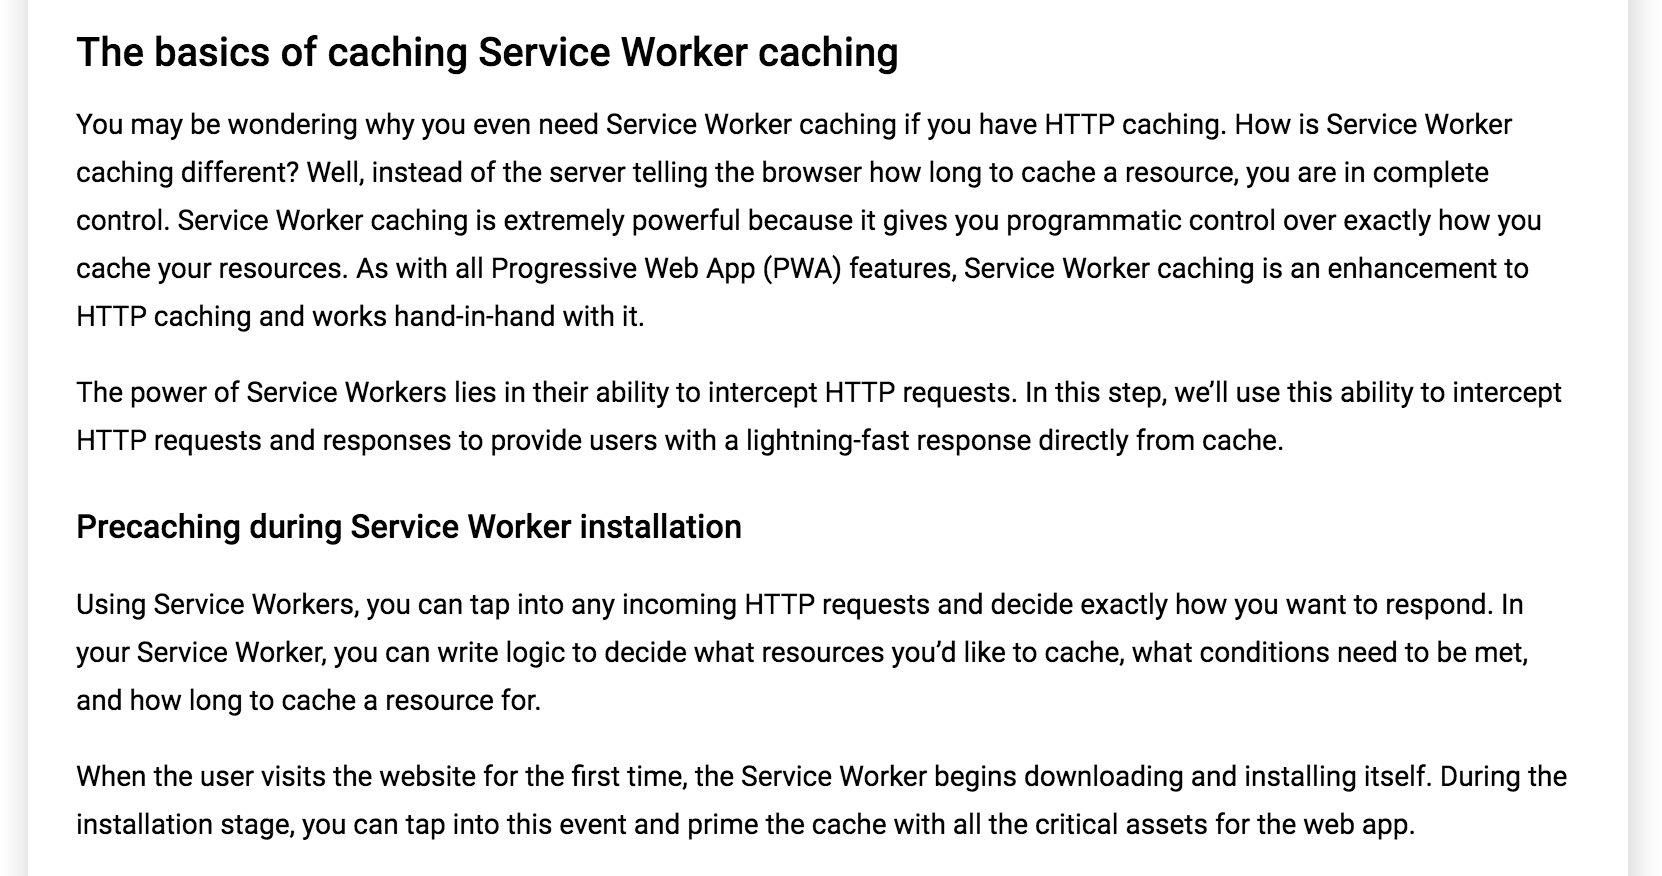 The basics of caching Service Worker caching
You may be wondering why you even need Service Worker caching if you have HTTP caching. How is Service Worker
caching different? Well, instead of the server telling the browser how long to cache a resource, you are in complete
control. Service Worker caching is extremely powerful because it gives you programmatic control over exactly how you
cache your resources. As with all Progressive Web App (PWA) features, Service Worker caching is an enhancement to
HTTP caching and works hand-in-hand with it.
The power of Service Workers lies in their ability to intercept HTTP requests. In this step, we’ll use this ability to intercept
HTTP requests and responses to provide users with a lightning-fast response directly from cache.
Precaching during Service Worker installation
Using Service Workers, you can tap into any incoming HTTP requests and decide exactly how you want to respond. In
your Service Worker, you can write logic to decide what resources you’d like to cache, what conditions need to be met,
and how long to cache a resource for.
When the user visits the website for the first time, the Service Worker begins downloading and installing itself. During the
installation stage, you can tap into this event and prime the cache with all the critical assets for the web app.